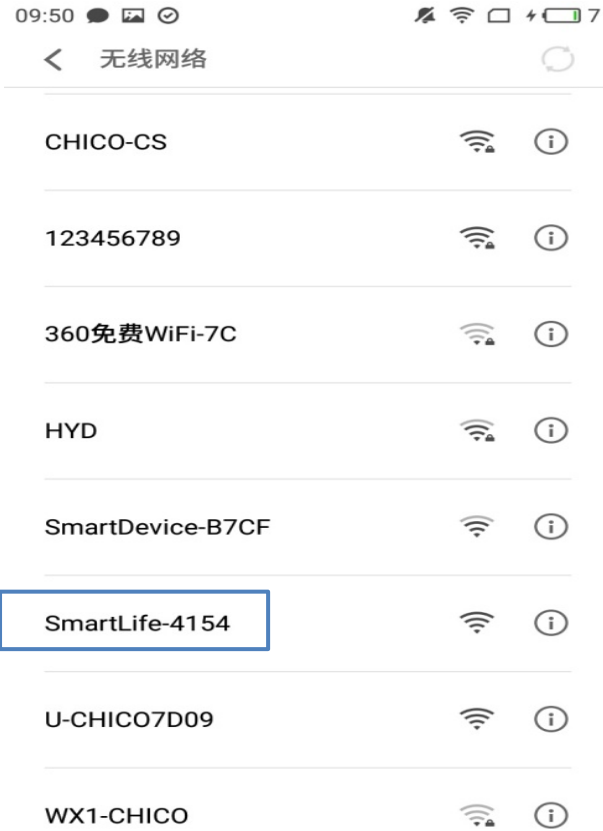 09:50 7
无线网络
CHICO-CS
123456789
360免费WiFi-7C
HYD
SmartDevice-B7CF
SmartLife-4154
U-CHICO7D09
WX1-CHICO